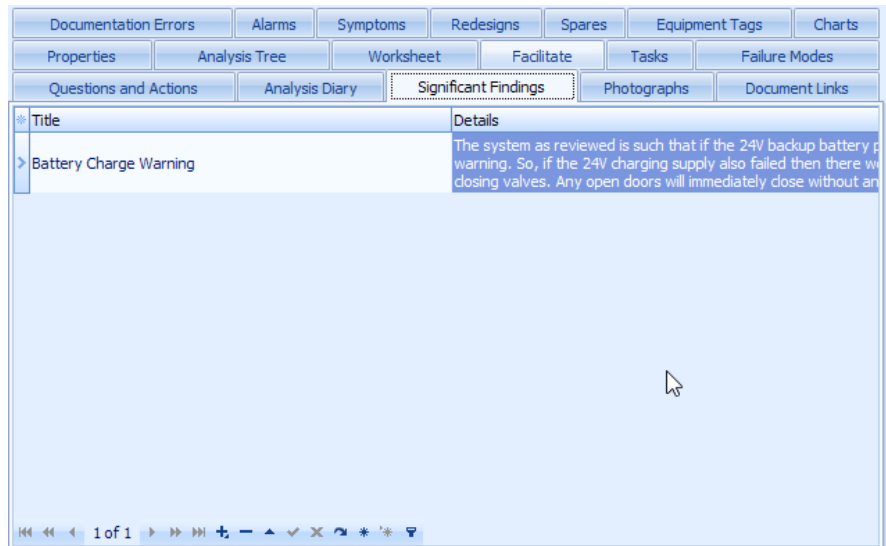 Documentation Errors Alarms Symptoms Redesigns Spares Equipment Tags Charts
Properties Analysis Tree Worksheet Facilitate Tasks Failure Modes
Questions and Actions Analysis Diary Significant Findings Photographs Document Links
Title Details
The system as reviewed is such that if the 24V backup battery
Battery Charge Warning warning. So, if the 24V charging supply also failed then there
closing valves. Any open doors will immediately close without
1 of 1